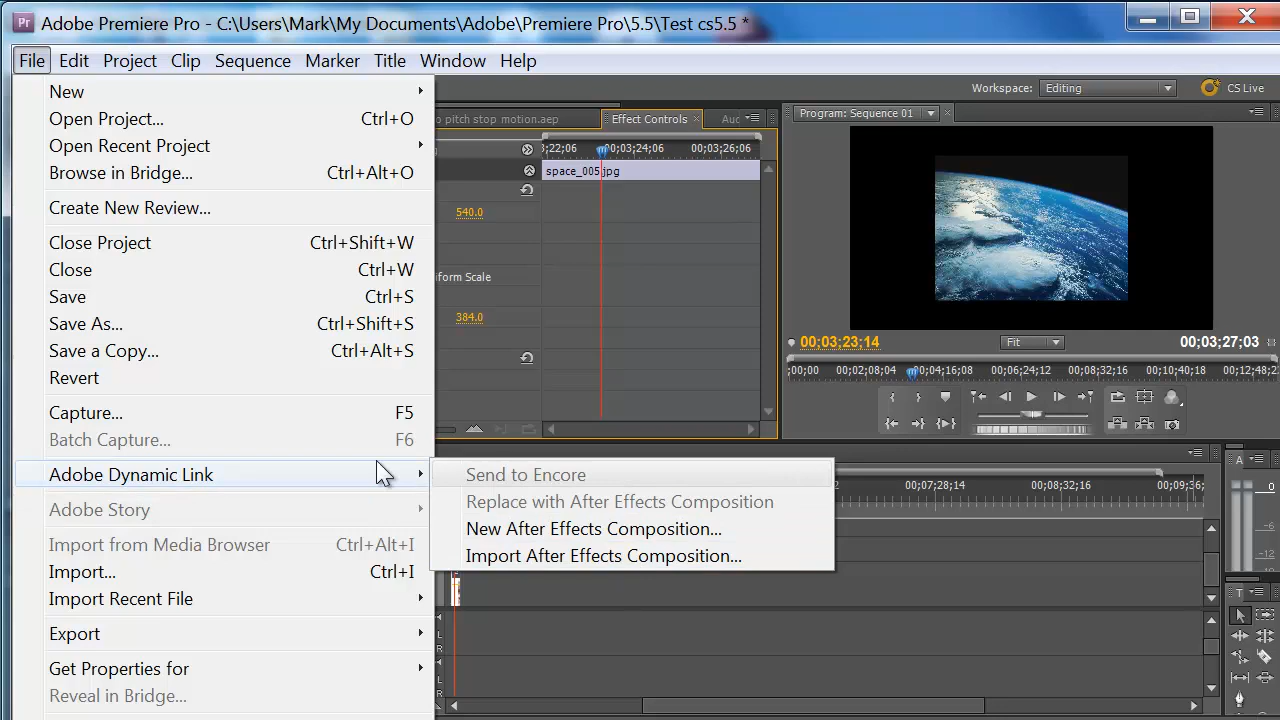 Pr Adobe Premiere Pro - C:\Users\Mark\My Documents\Adobe\Premiere Pro\5.5\Test cs5.5 *
File Edit Project Clip Sequence Marker Title Window Help
Workspace: Editing CS Live
New
Open Project... Ctrl+O
Open Recent Project
Browse in Bridge... Ctrl+Alt+O
Create New Review...
Close Project Ctrl+Shift+W
Close Ctrl+W
Save Ctrl+S
Save As... Ctrl+Shift+S
Save a Copy... Ctrl+Alt+S
Revert
Capture... F5
Batch Capture... F6
Adobe Dynamic Link
Adobe Story
Import from Media Browser Ctrl+Alt+I
Import... Ctrl+I
Import Recent File
Export
Get Properties for
Reveal in Bridge...
Send to Encore
Replace with After Effects Composition
New After Effects Composition...
Import After Effects Composition...
o pitch stop motion.aep Effect Controls Auc
;22;06 00;03;24;06 00;03;26;06
space_005.jpg
540.0
iform Scale
384.0
Program: Sequence 01
00;03;23;14 Fit 00;03;27;03
;00;00 00;02;08;04 00;04;16;08 00;06;24;12 00;08;32;16 00;10;40;18 00;12;48;2
;02;14 00;07;28;14 00;08;32;16 00;09;36;
A
0
-6
T
L
R
L
R